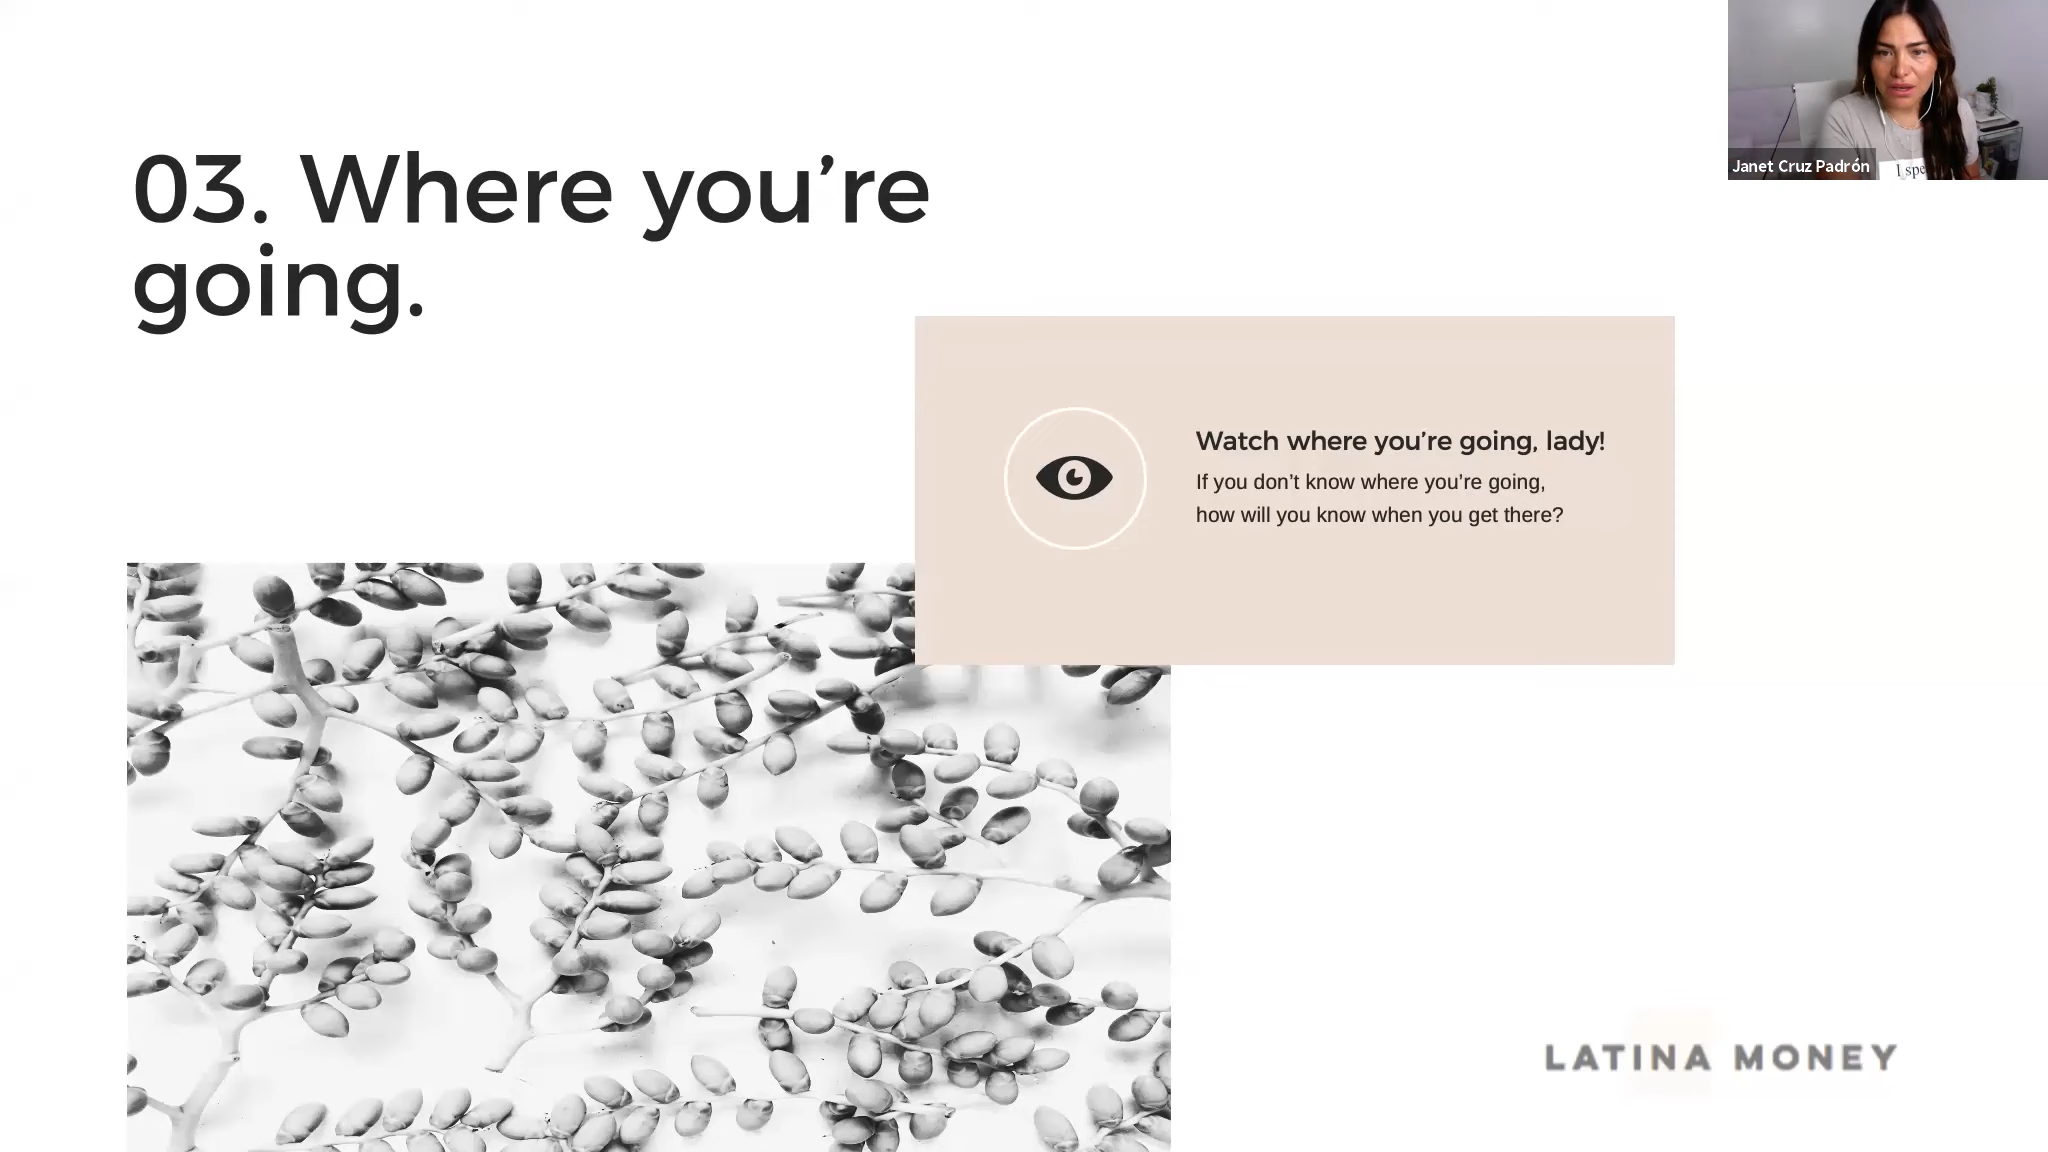 03. Where you’re
going.
Watch where you’re going, lady!
If you don’t know where you’re going,
how will you know when you get there?
Janet Cruz Padrón
I spe
LATINA MONEY